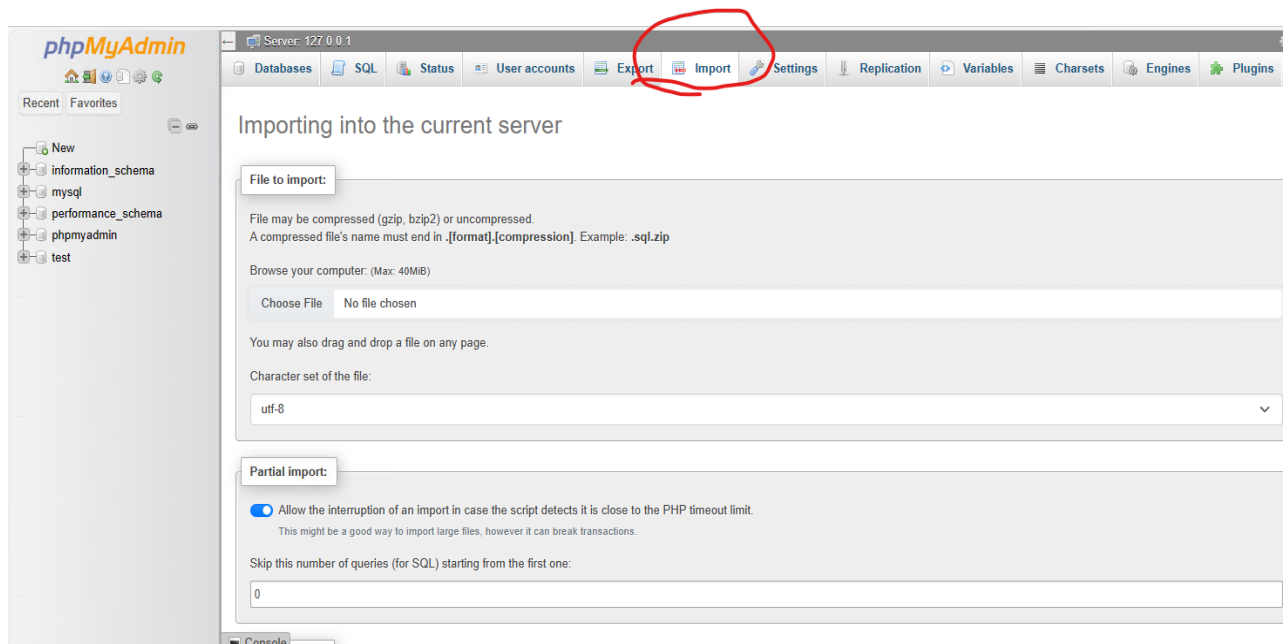 phpMyAdmin
Recent Favorites
New
information_schema
mysql
performance_schema
phpmyadmin
test
Server: 127.0.0.1
Databases SQL Status User accounts Export Import Settings Replication Variables Charsets Engines Plugins
Importing into the current server
File to import:
File may be compressed (gzip, bzip2) or uncompressed.
A compressed file's name must end in .[format].[compression]. Example: .sql.zip
Browse your computer: (Max: 40MiB)
Choose File No file chosen
You may also drag and drop a file on any page.
Character set of the file:
utf-8
Partial import:
Allow the interruption of an import in case the script detects it is close to the PHP timeout limit.
This might be a good way to import large files, however it can break transactions.
Skip this number of queries (for SQL) starting from the first one:
0
Console